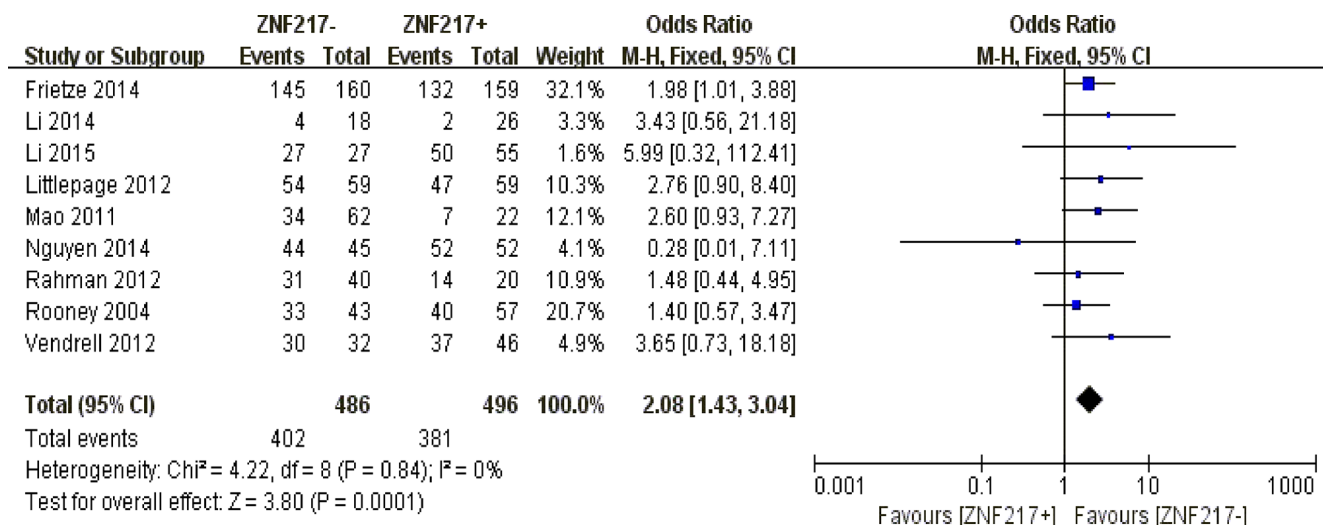 ZNF217- ZNF217+ Odds Ratio Odds Ratio
Study or Subgroup Events Total Events Total Weight M-H, Fixed, 95% CI M-H, Fixed, 95% CI
Frietze 2014 145 160 132 159 32.1% 1.98 [1.01, 3.88]
Li 2014 4 18 2 26 3.3% 3.43 [0.56, 21.18]
Li 2015 27 27 50 55 1.6% 5.99 [0.32, 112.41]
Littlepage 2012 54 59 47 59 10.3% 2.76 [0.90, 8.40]
Mao 2011 34 62 7 22 12.1% 2.60 [0.93, 7.27]
Nguyen 2014 44 45 52 52 4.1% 0.28 [0.01, 7.11]
Rahman 2012 31 40 14 20 10.9% 1.48 [0.44, 4.95]
Rooney 2004 33 43 40 57 20.7% 1.40 [0.57, 3.47]
Vendrell 2012 30 32 37 46 4.9% 3.65 [0.73, 18.18]
Total (95% CI) 486 496 100.0% 2.08 [1.43, 3.04]
Total events 402 381
Heterogeneity: Chi² = 4.22, df = 8 (P = 0.84); I² = 0%
Test for overall effect: Z = 3.80 (P = 0.0001)
0.001 0.1 1 10 1000
Favours [ZNF217+] Favours [ZNF217-]